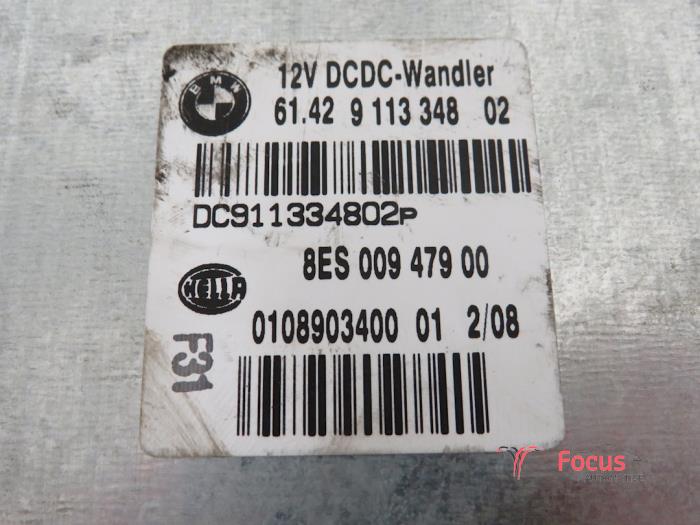 BMW
12V DCDC-Wandler
61.42 9 113 348 02
DC911334802P
8ES 009 479 00
HELLA
0108903400 01 2/08
F31
Focus